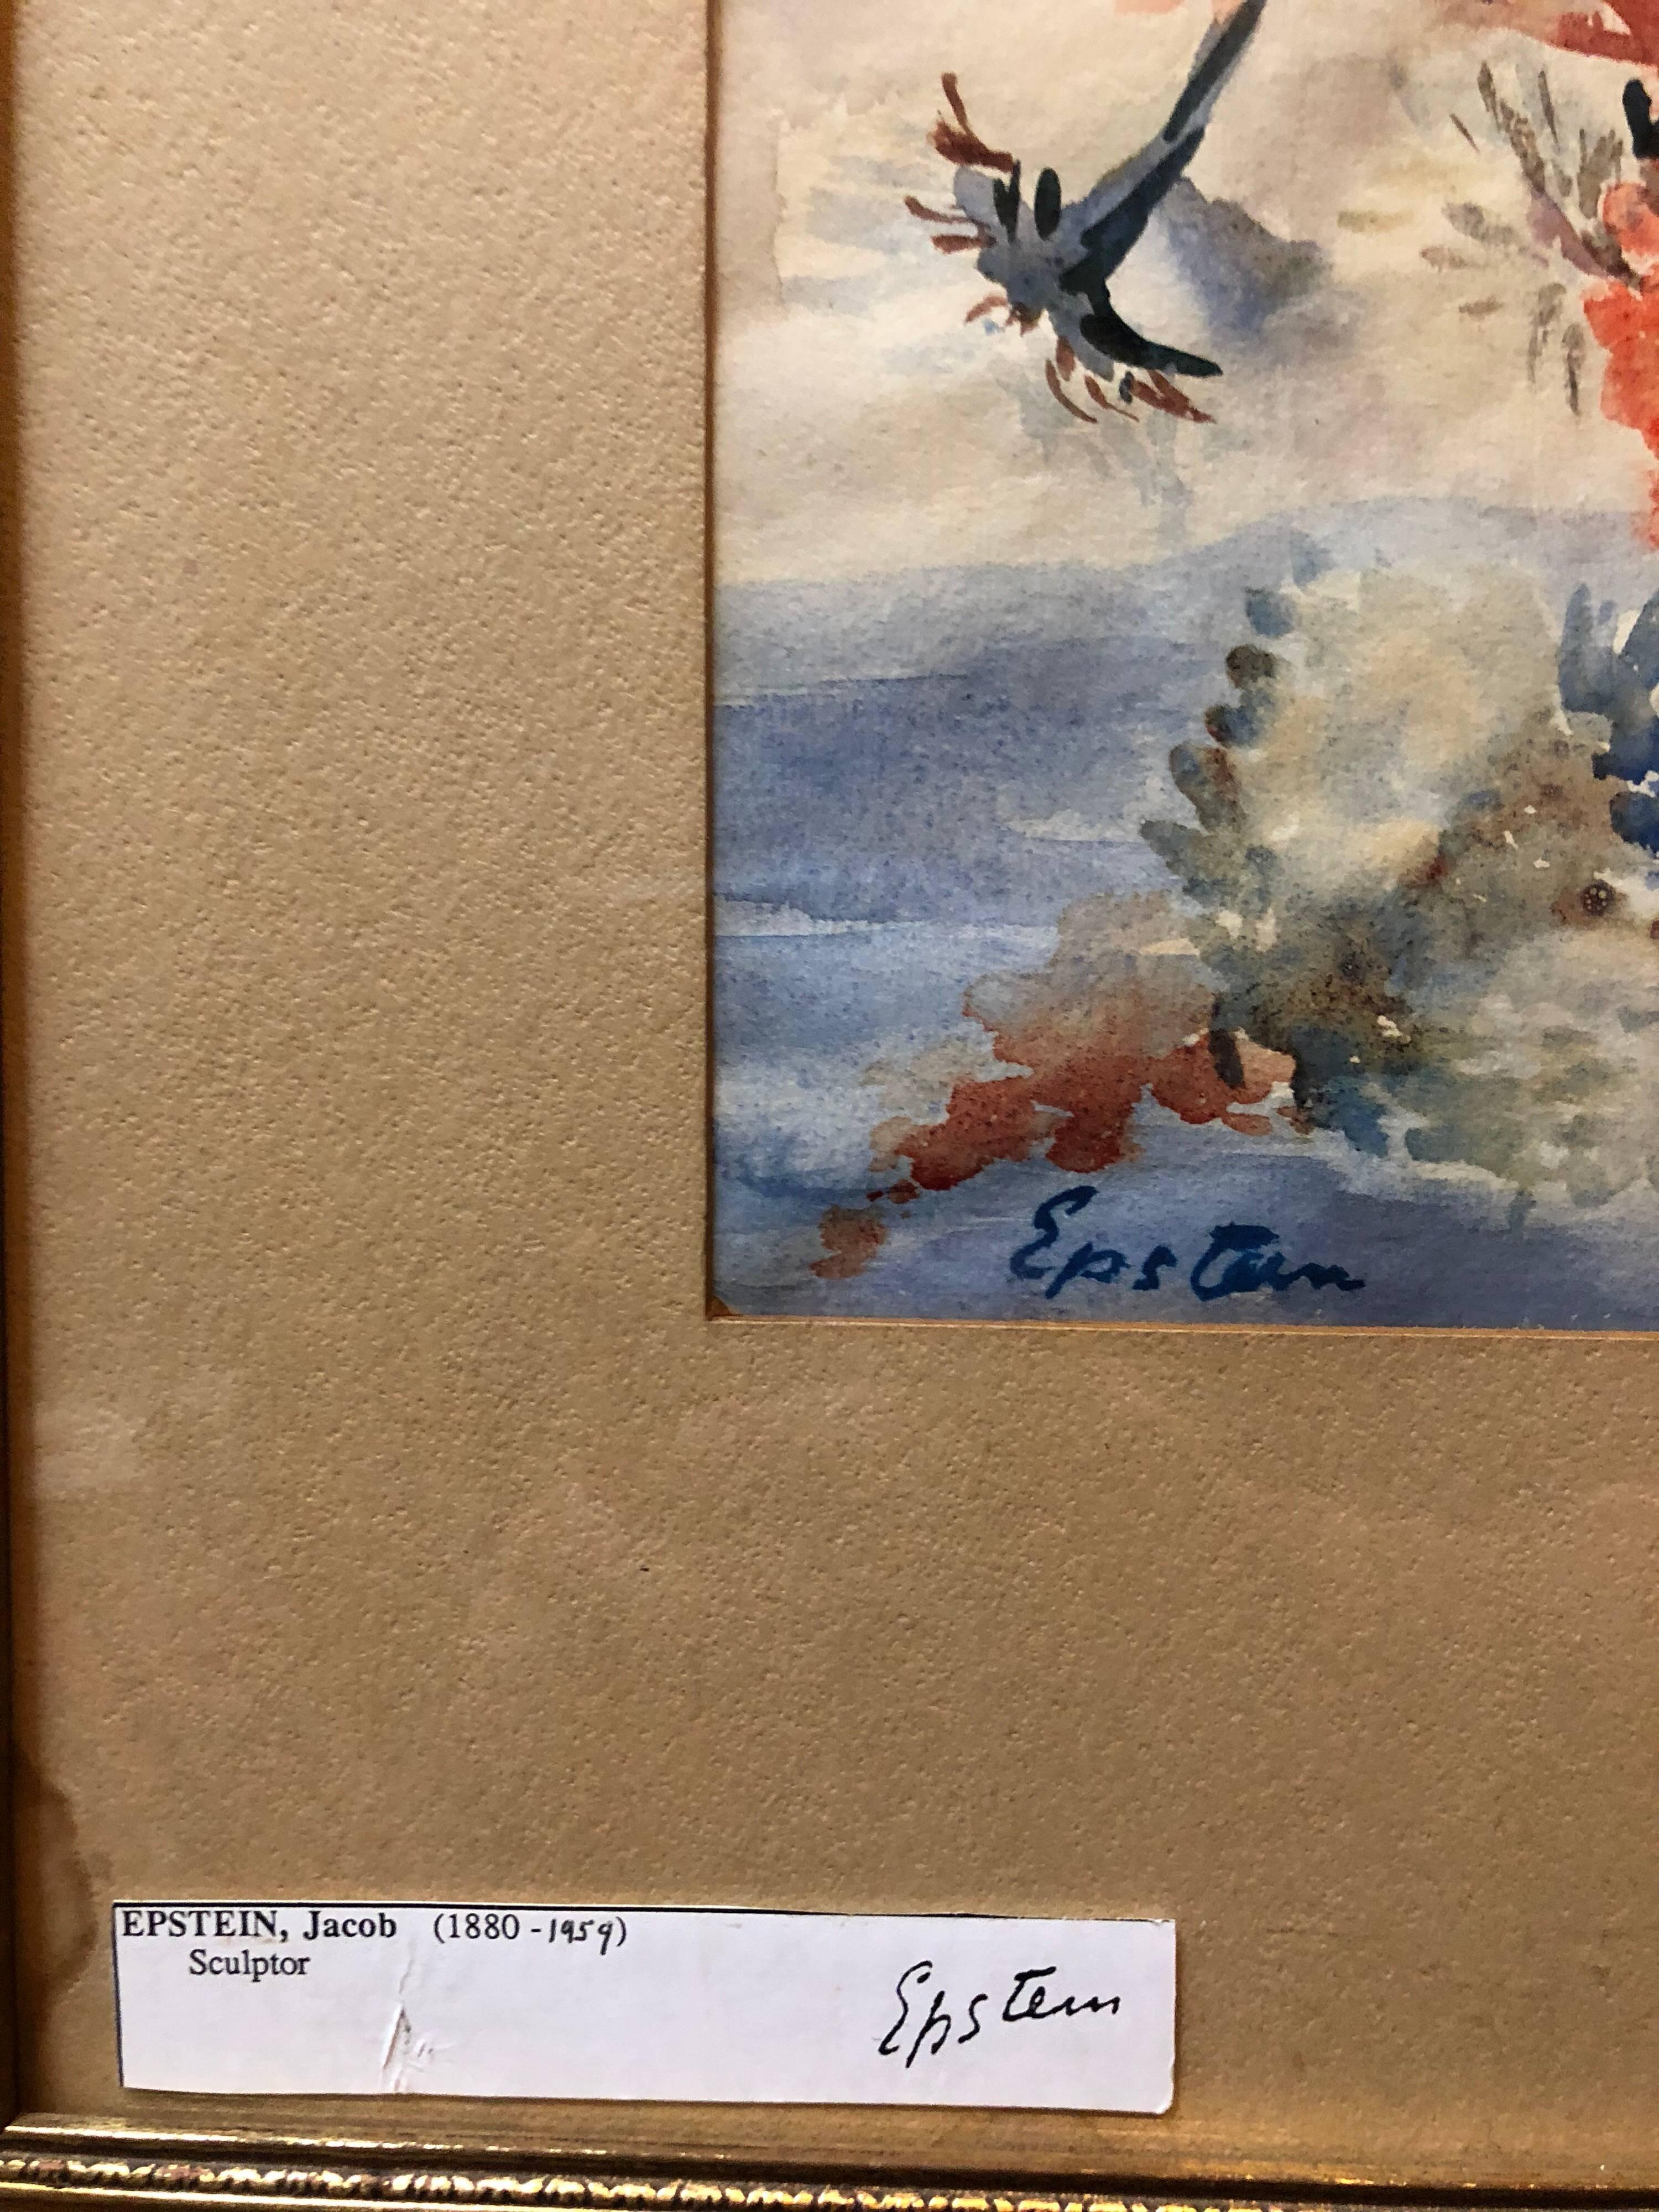 Epstein
EPSTEIN, Jacob (1880 - 1959)
Sculptor
Epstein